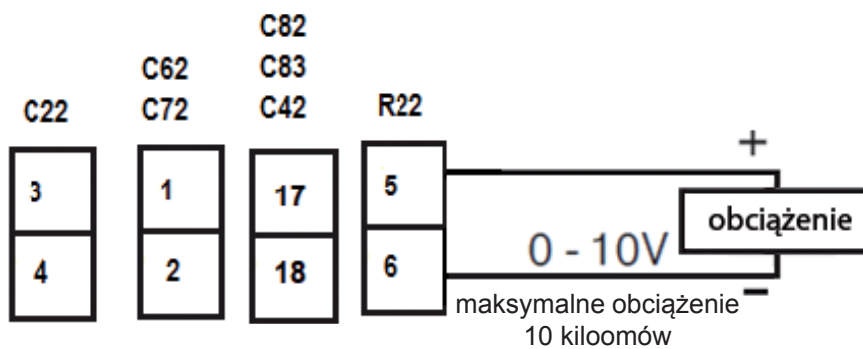 C82
C62 C83
C22 C72 C42 R22
3 1 17 5 +
obciążenie
4 2 18 6 0 - 10V
maksymalne obciążenie −
10 kiloomów